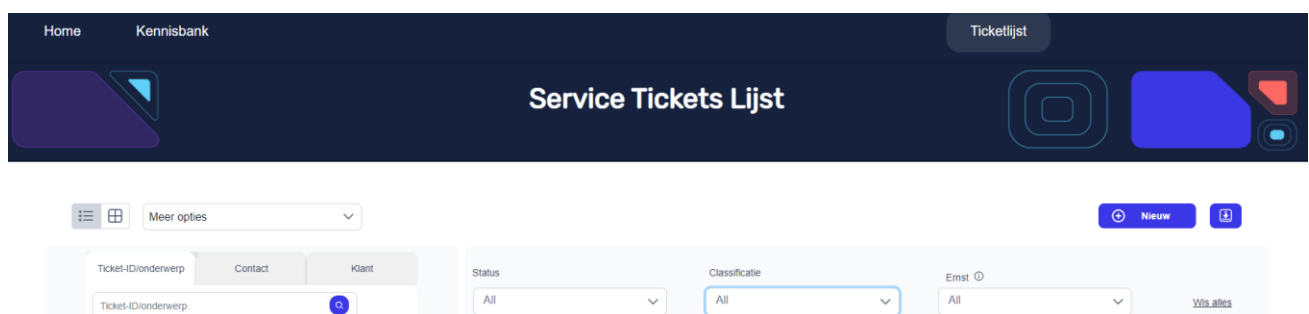 Home Kennisbank Ticketlijst
Service Tickets Lijst
Meer opties Nieuw
Ticket-ID/onderwerp Contact Klant
Status Classificatie Ernst
Ticket-ID/onderwerp All All All Wis alles